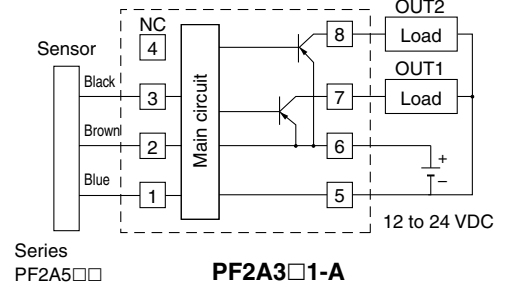 OUT2
NC
8
Load
4
Sensor
OUT1
Black
3
Main circuit
7
Load
Brown
2
6
+
Blue
1
5
–
12 to 24 VDC
Series
PF2A5□□
PF2A3□1-A